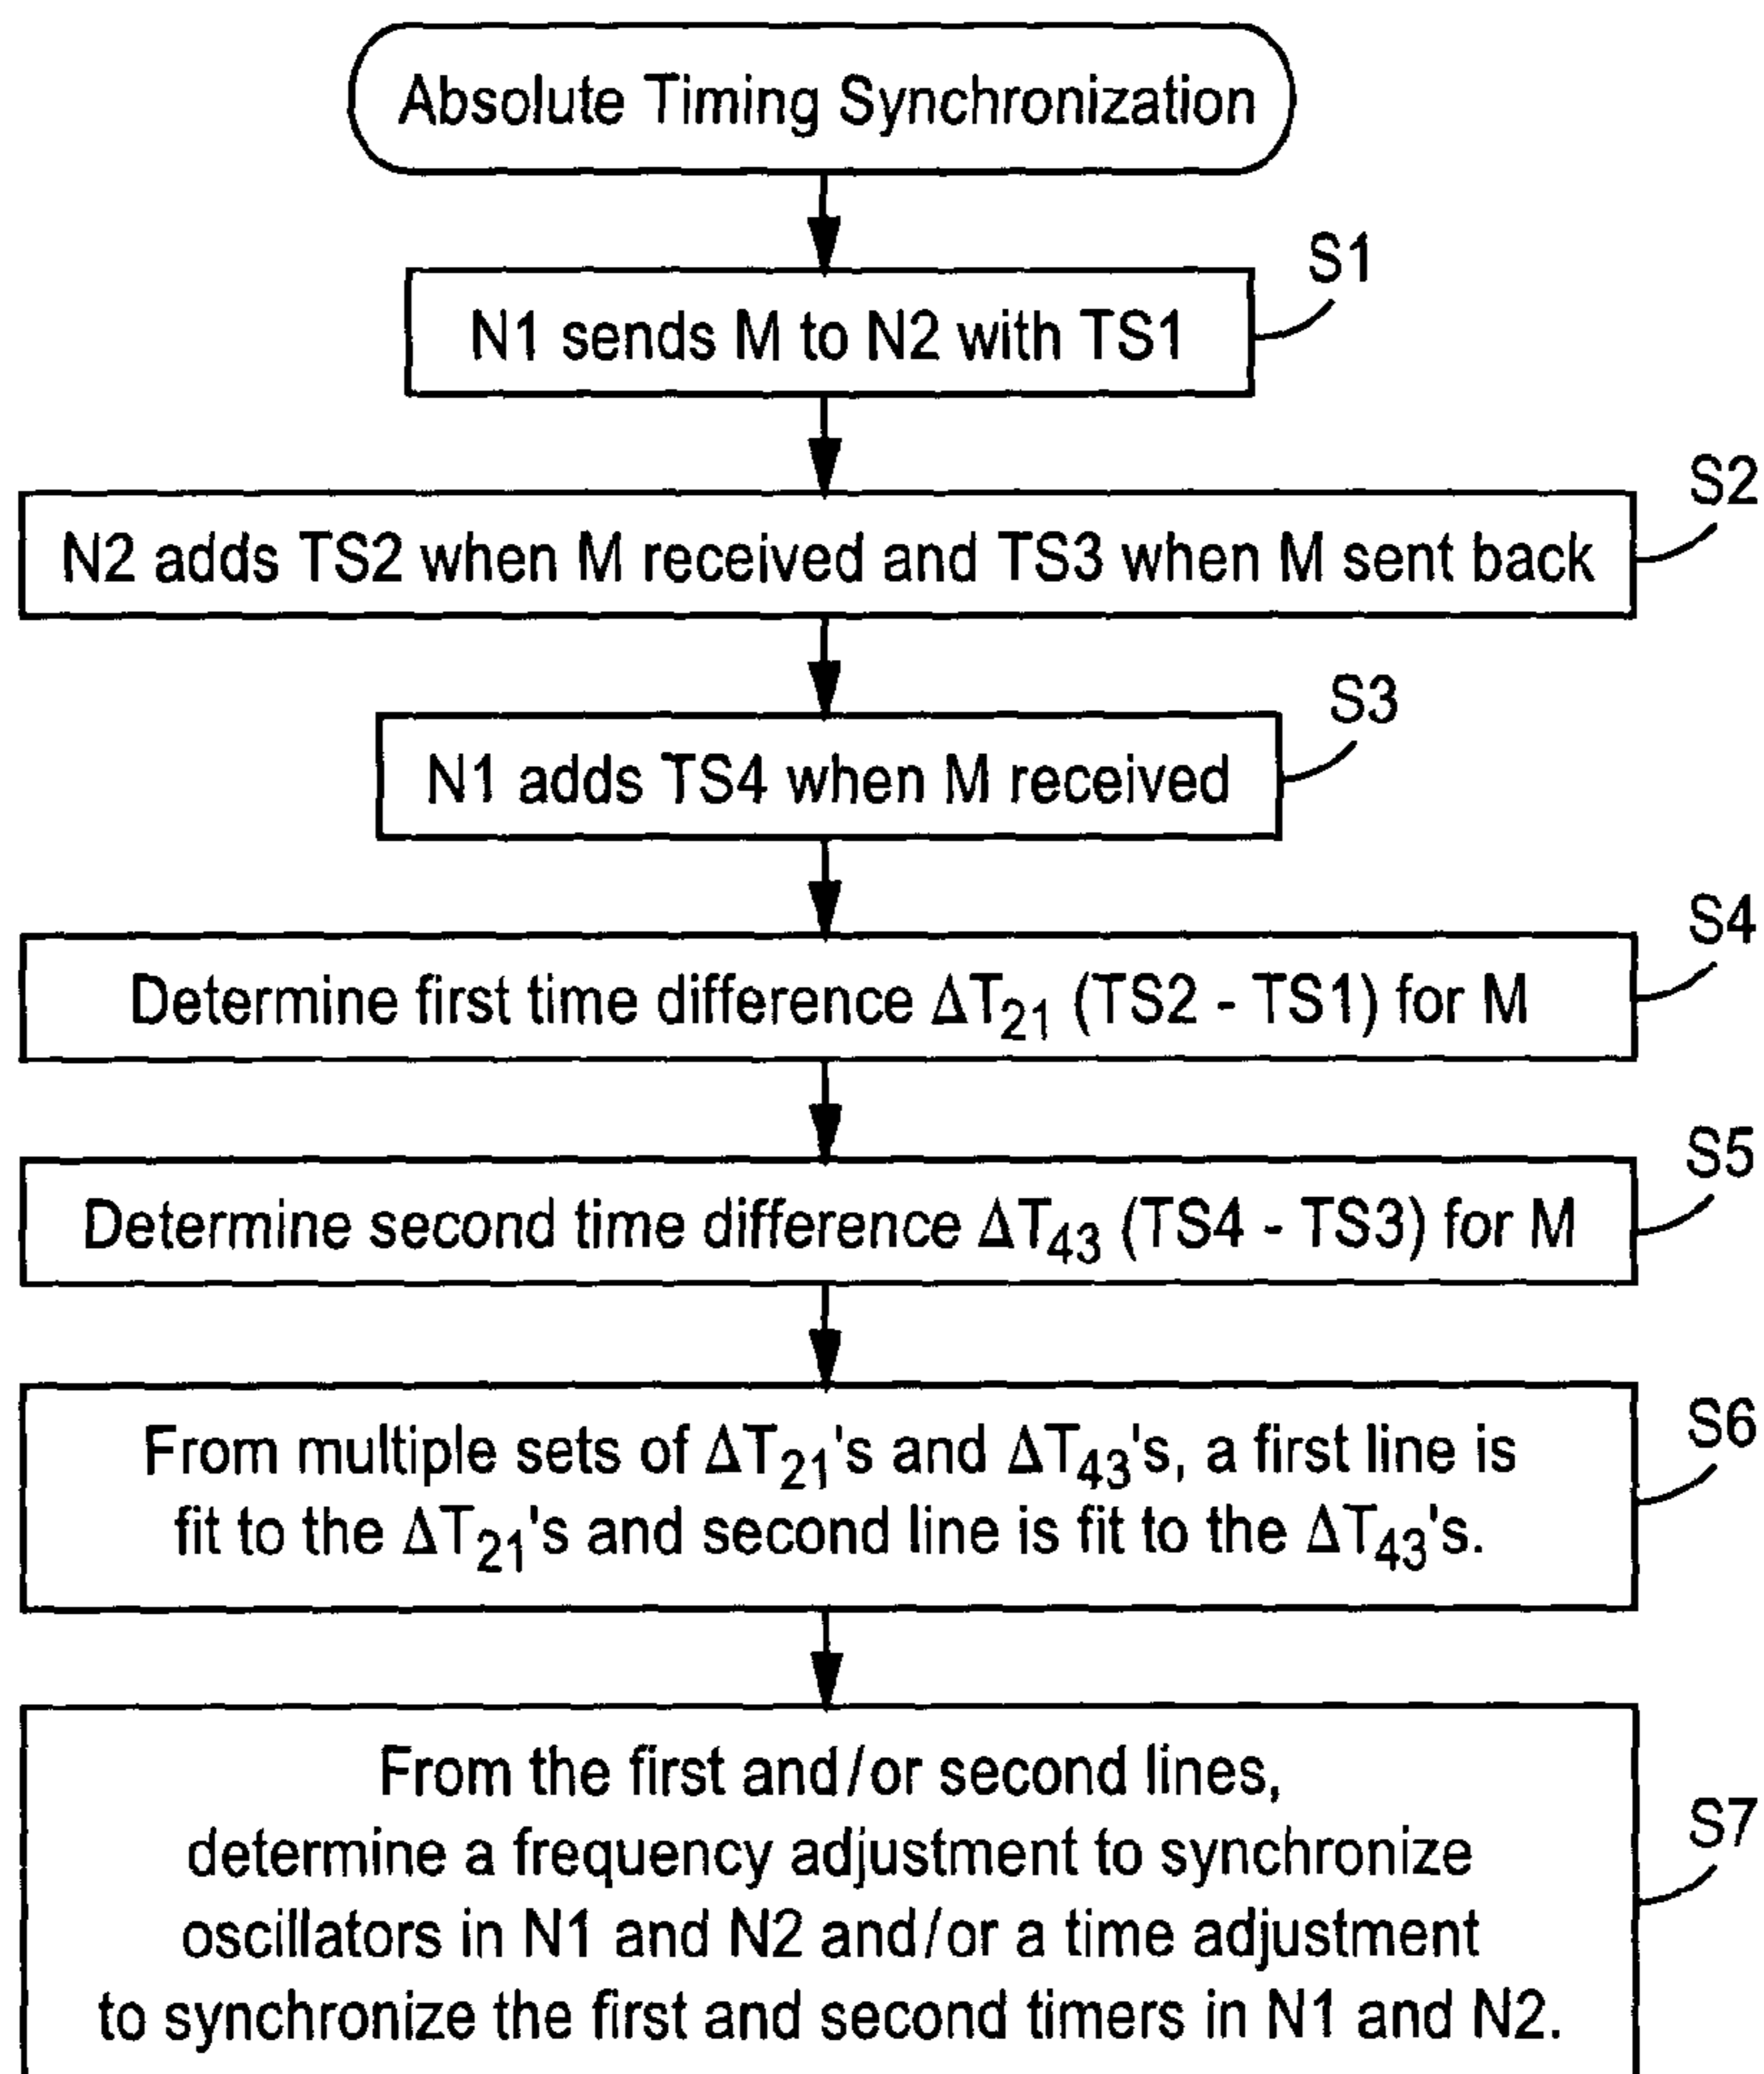 Absolute Timing Synchronization
S1
N1 sends M to N2 with TS1
S2
N2 adds TS2 when M received and TS3 when M sent back
S3
N1 adds TS4 when M received
S4
Determine first time difference ΔT₂₁ (TS2 - TS1) for M
S5
Determine second time difference ΔT₄₃ (TS4 - TS3) for M
S6
From multiple sets of ΔT₂₁'s and ΔT₄₃'s, a first line is
fit to the ΔT₂₁'s and second line is fit to the ΔT₄₃'s.
S7
From the first and/or second lines,
determine a frequency adjustment to synchronize
oscillators in N1 and N2 and/or a time adjustment
to synchronize the first and second timers in N1 and N2.